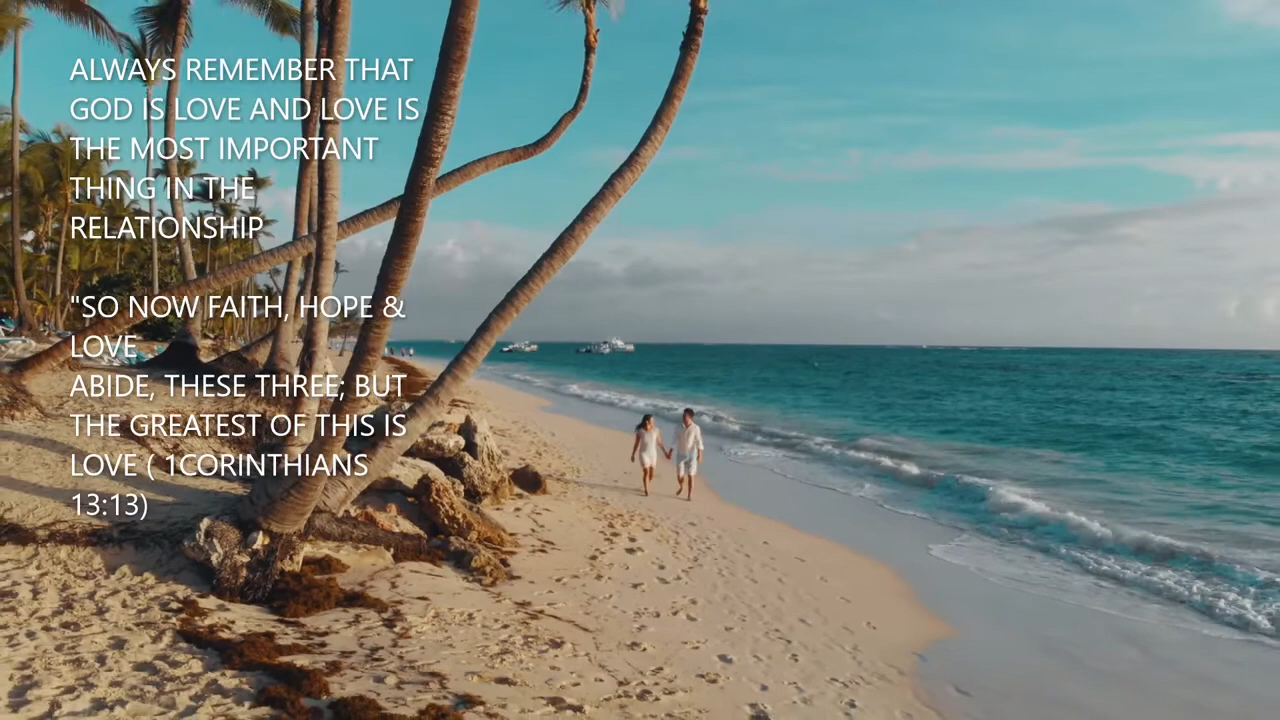 ALWAYS REMEMBER THAT
GOD IS LOVE AND LOVE IS
THE MOST IMPORTANT
THING IN THE
RELATIONSHIP
"SO NOW FAITH, HOPE &
LOVE
ABIDE, THESE THREE; BUT
THE GREATEST OF THIS IS
LOVE ( 1CORINTHIANS
13:13)